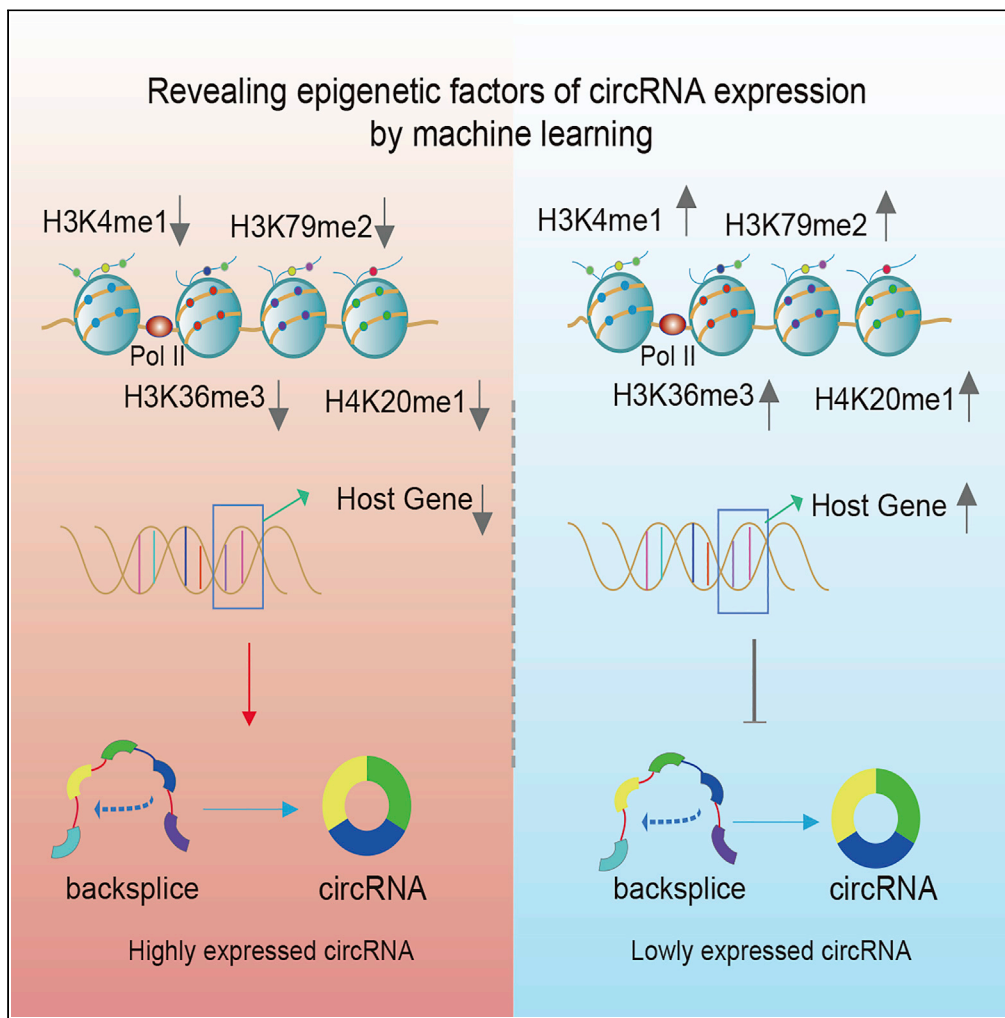 Revealing epigenetic factors of circRNA expression
by machine learning
H3K4me1
H3K79me2
Pol II
H3K36me3
H4K20me1
Host Gene
backsplice
circRNA
Highly expressed circRNA
H3K4me1
H3K79me2
Pol II
H3K36me3
H4K20me1
Host Gene
backsplice
circRNA
Lowly expressed circRNA